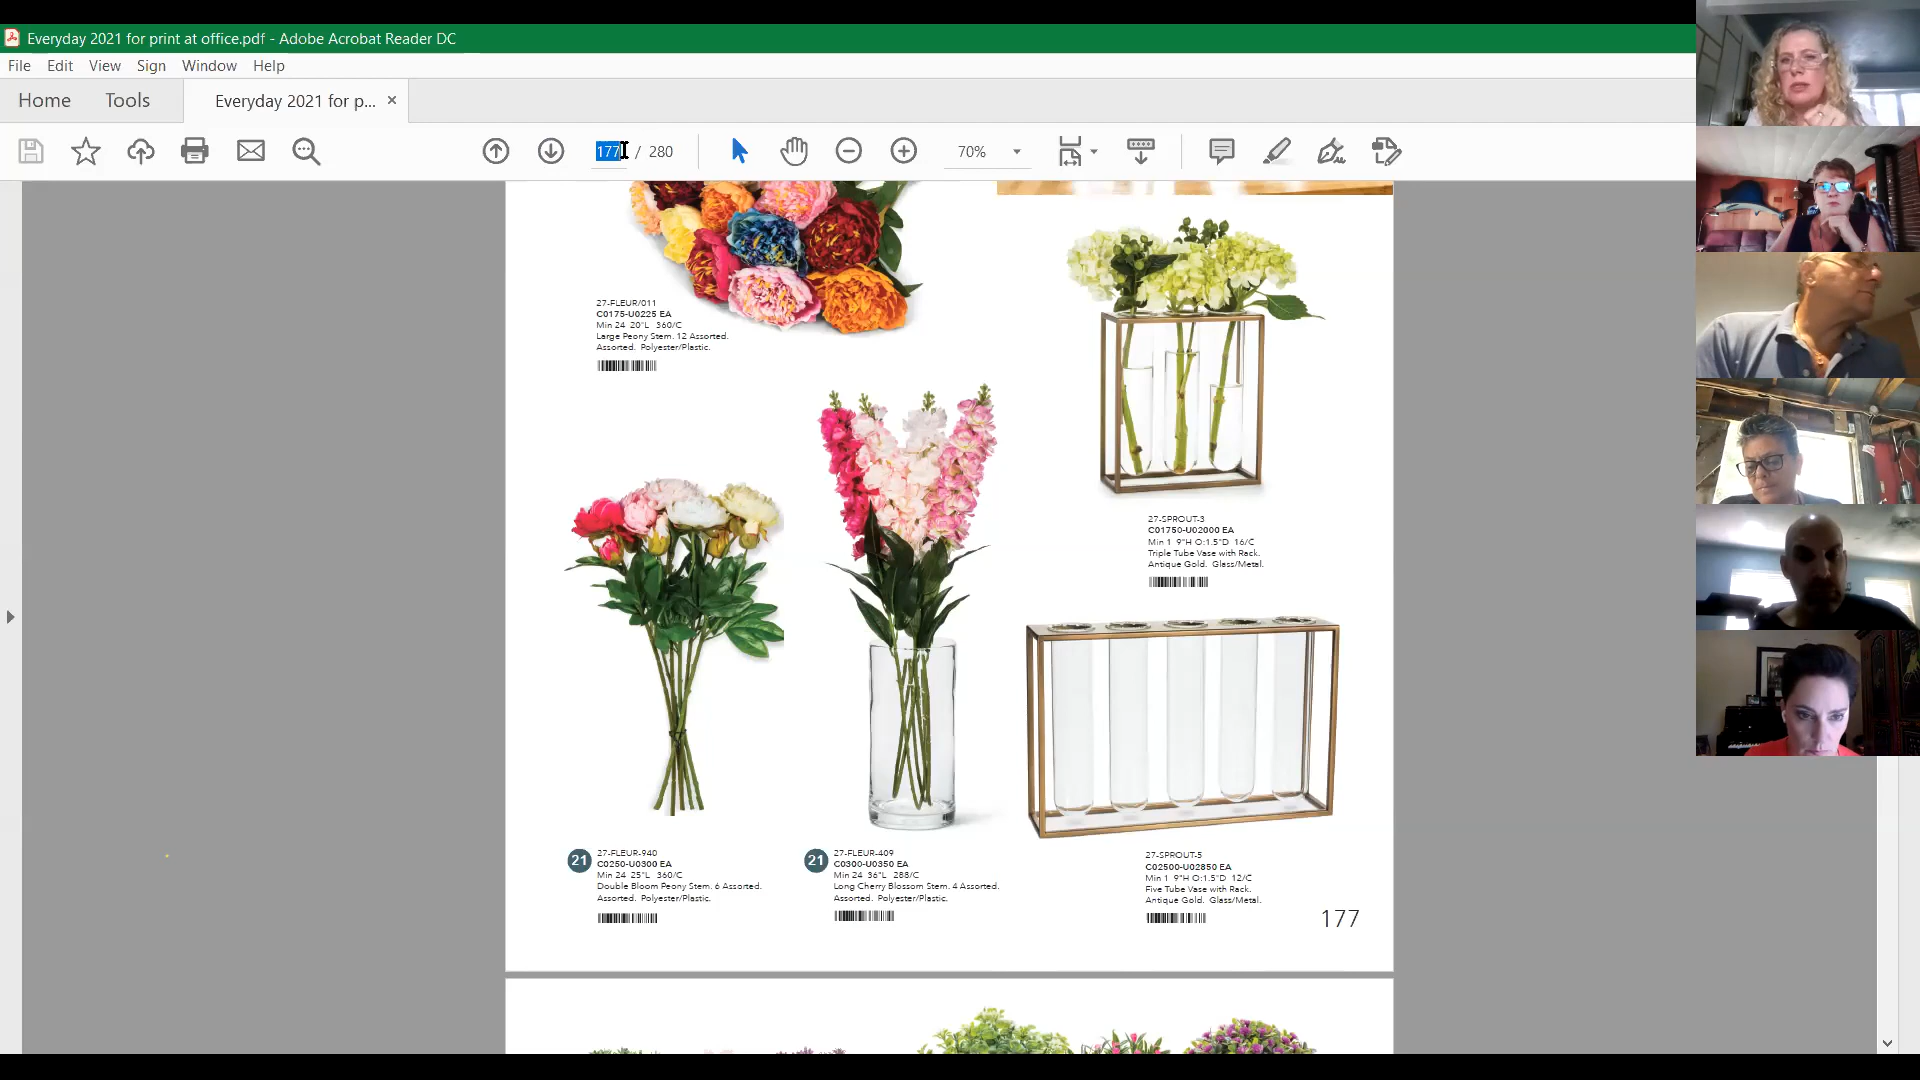 Everyday 2021 for print at office.pdf - Adobe Acrobat Reader DC
File Edit View Sign Window Help
Home Tools Everyday 2021 for p... ×
177 / 280 70%
27-FLEUR/011
C0175-U0225 EA
Min 24 20"L 360/C
Large Peony Stem. 12 Assorted.
Assorted. Polyester/Plastic.
27-SPROUT-3
C01750-U02000 EA
Min 1 9"H O:1.5"D 16/C
Triple Tube Vase with Rack.
Antique Gold. Glass/Metal.
21
27-FLEUR-940
C0250-U0300 EA
Min 24 25"L 360/C
Double Bloom Peony Stem. 6 Assorted.
Assorted. Polyester/Plastic.
21
27-FLEUR-409
C0300-U0350 EA
Min 24 36"L 288/C
Long Cherry Blossom Stem. 4 Assorted.
Assorted. Polyester/Plastic.
27-SPROUT-5
C02500-U02850 EA
Min 1 9"H O:1.5"D 12/C
Five Tube Vase with Rack.
Antique Gold. Glass/Metal.
177